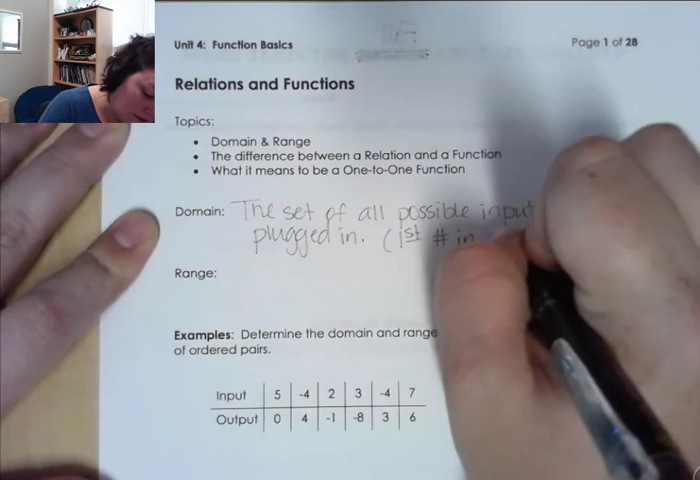 Unit 4: Function Basics
Page 1 of 28
Relations and Functions
Topics:
• Domain & Range
• The difference between a Relation and a Function
• What it means to be a One-to-One Function
Domain: The set of all possible input
plugged in. (1st # in
Range:
Examples: Determine the domain and range
of ordered pairs.
Input 5 -4 2 3 -4 7
Output 0 4 -1 -8 3 6